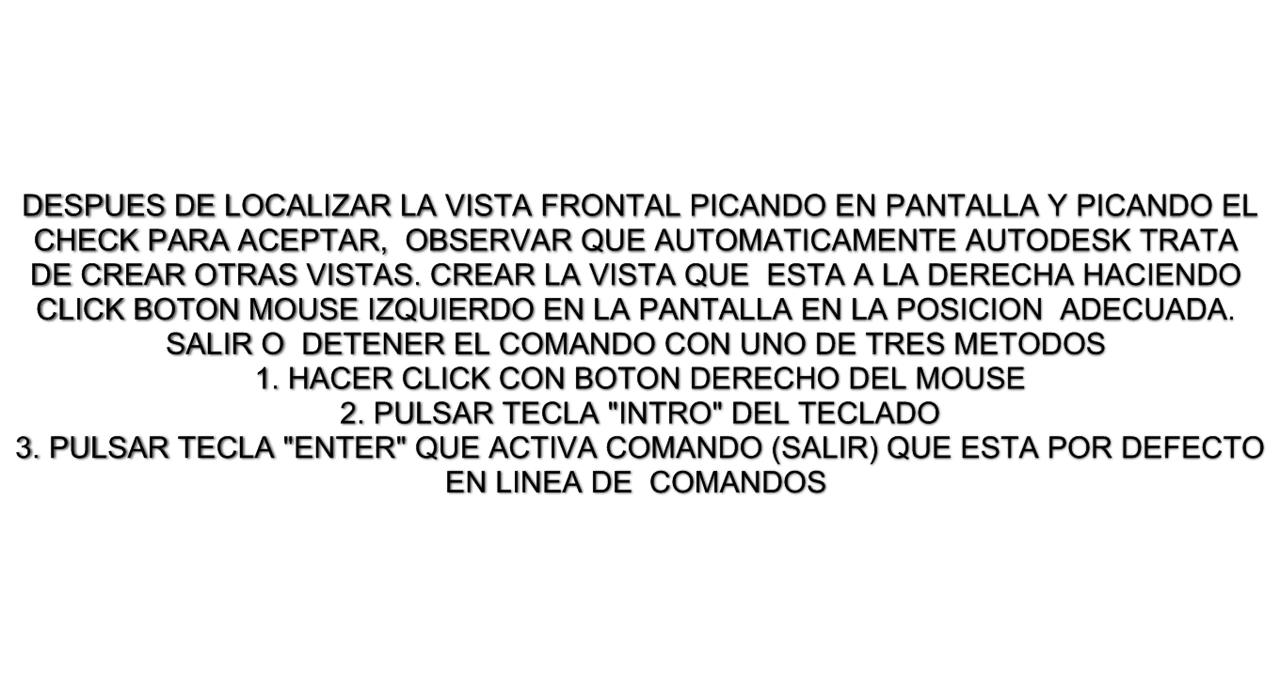 DESPUES DE LOCALIZAR LA VISTA FRONTAL PICANDO EN PANTALLA Y PICANDO EL
CHECK PARA ACEPTAR,  OBSERVAR QUE AUTOMATICAMENTE AUTODESK TRATA
DE CREAR OTRAS VISTAS. CREAR LA VISTA QUE  ESTA A LA DERECHA HACIENDO
CLICK BOTON MOUSE IZQUIERDO EN LA PANTALLA EN LA POSICION  ADECUADA.
SALIR O  DETENER EL COMANDO CON UNO DE TRES METODOS
1. HACER CLICK CON BOTON DERECHO DEL MOUSE
2. PULSAR TECLA "INTRO" DEL TECLADO
3. PULSAR TECLA "ENTER" QUE ACTIVA COMANDO (SALIR) QUE ESTA POR DEFECTO
EN LINEA DE  COMANDOS